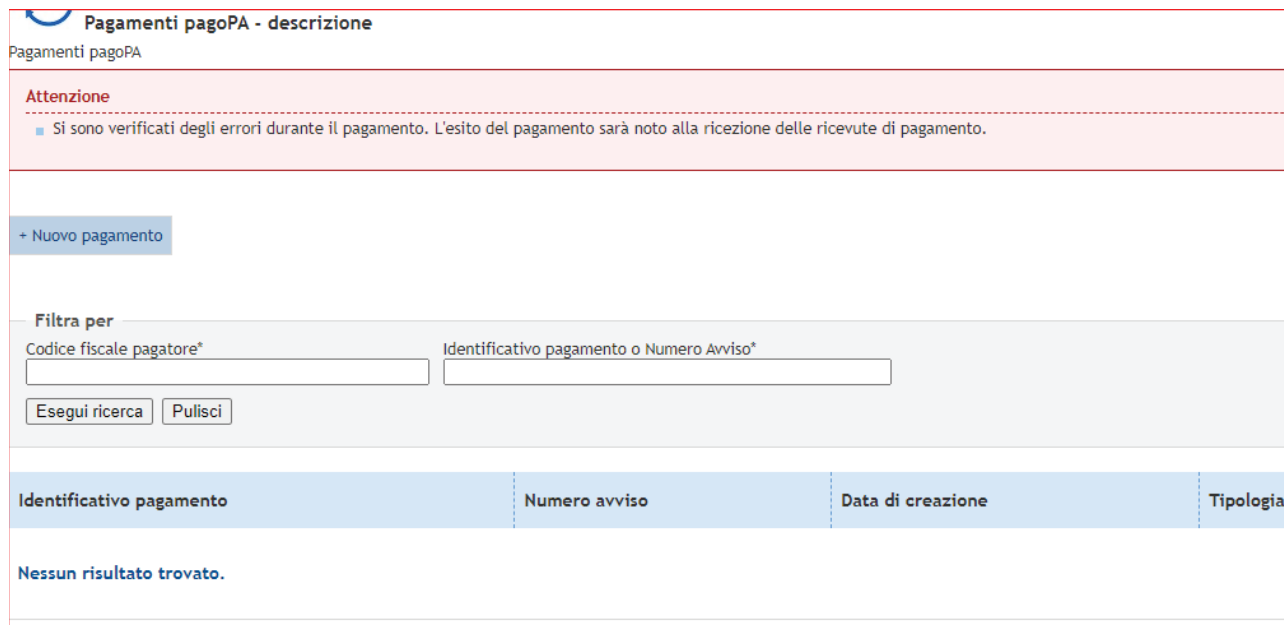 Pagamenti pagoPA - descrizione
Pagamenti pagoPA
Attenzione
Si sono verificati degli errori durante il pagamento. L'esito del pagamento sarà noto alla ricezione delle ricevute di pagamento.
+ Nuovo pagamento
Filtra per
Codice fiscale pagatore* Identificativo pagamento o Numero Avviso*
Esegui ricerca Pulisci
Identificativo pagamento Numero avviso Data di creazione Tipologia
Nessun risultato trovato.